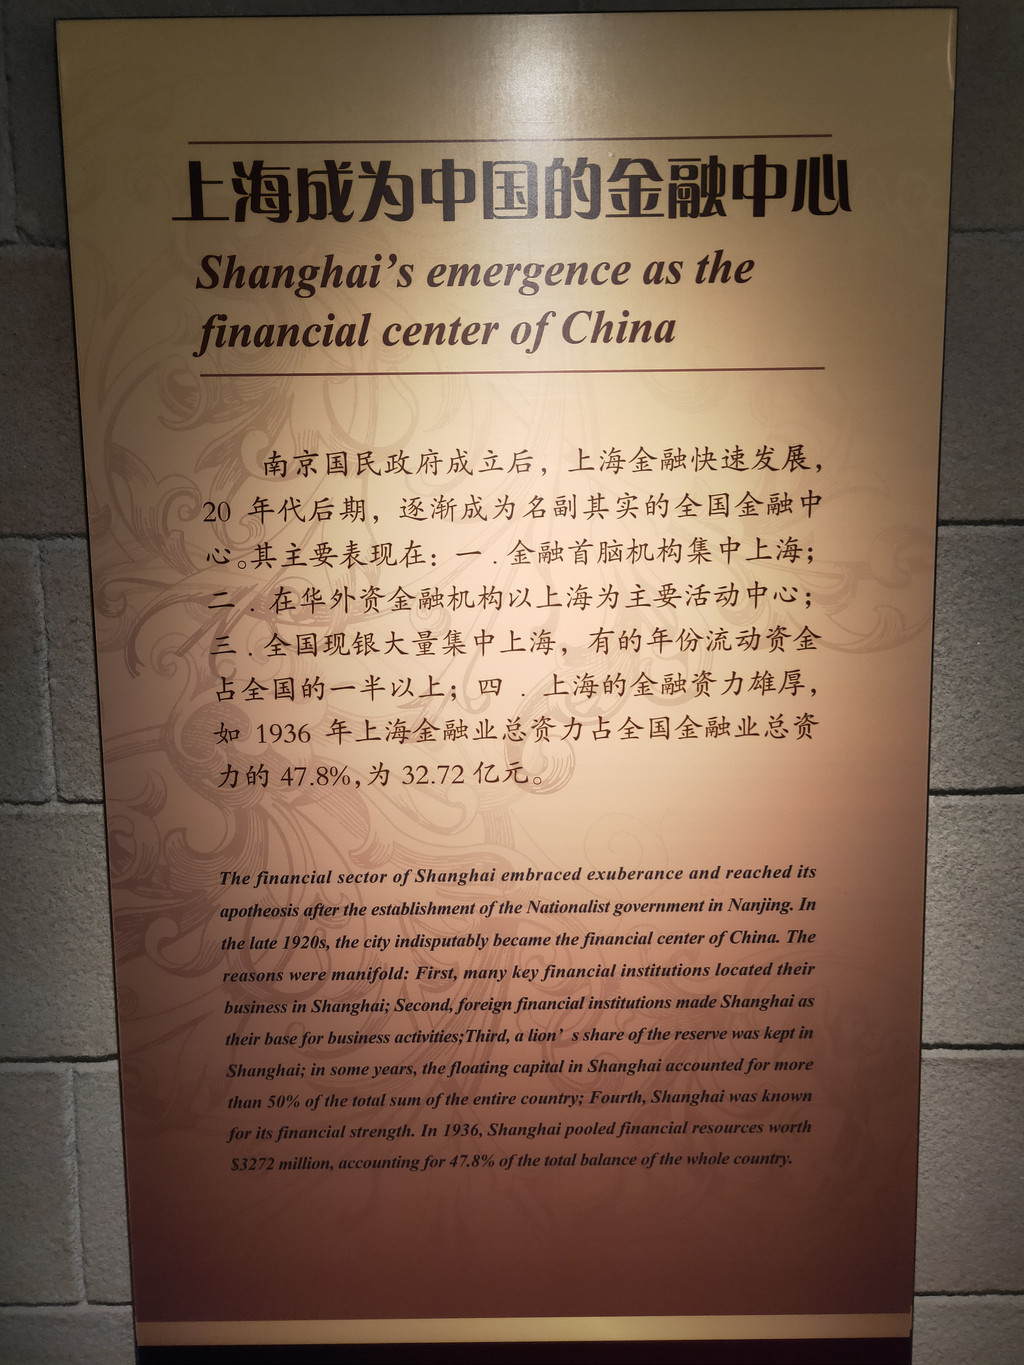 上海成为中国的金融中心
Shanghai's emergence as the
financial center of China
南京国民政府成立后，上海金融快速发展，
20 年代后期，逐渐成为名副其实的全国金融中
心。其主要表现在：一．金融首脑机构集中上海；
二．在华外资金融机构以上海为主要活动中心；
三．全国现银大量集中上海，有的年份流动资金
占全国的一半以上；四．上海的金融资力雄厚，
如 1936 年上海金融业总资力占全国金融业总资
力的 47.8%，为 32.72 亿元。
The financial sector of Shanghai embraced exuberance and reached its
apotheosis after the establishment of the Nationalist government in Nanjing. In
the late 1920s, the city indisputably became the financial center of China. The
reasons were manifold: First, many key financial institutions located their
business in Shanghai; Second, foreign financial institutions made Shanghai as
their base for business activities;Third, a lion’ s share of the reserve was kept in
Shanghai; in some years, the floating capital in Shanghai accounted for more
than 50% of the total sum of the entire country; Fourth, Shanghai was known
for its financial strength. In 1936, Shanghai pooled financial resources worth
$3272 million, accounting for 47.8% of the total balance of the whole country.